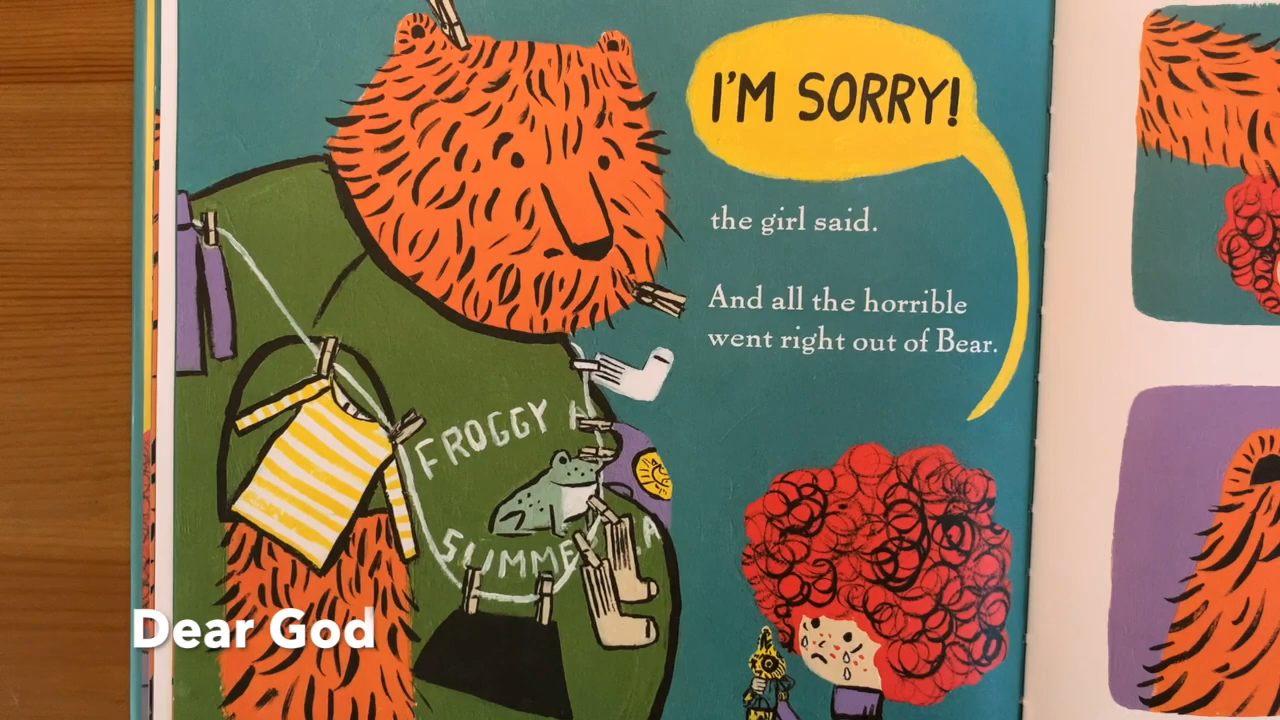 I'M SORRY!
the girl said.
And all the horrible
went right out of Bear.
FROGGY
SUMME
Dear God